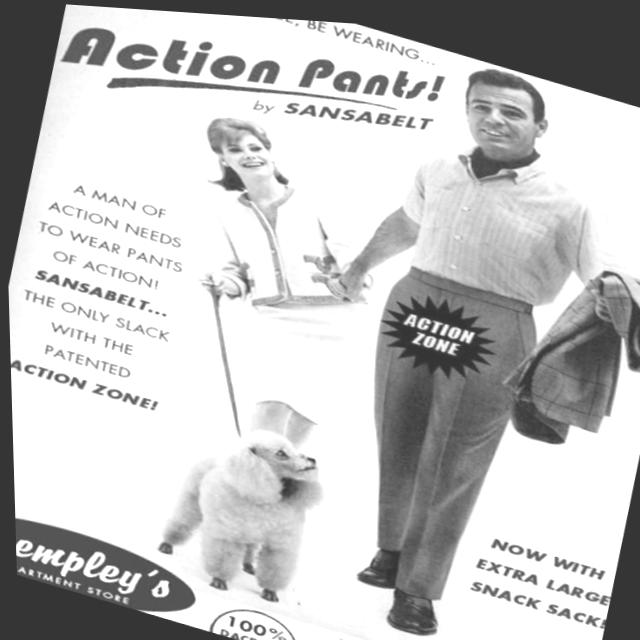 BE WEARING...
Action Pants!
by SANSABELT
A MAN OF
ACTION NEEDS
TO WEAR PANTS
OF ACTION!
SANSABELT...
THE ONLY SLACK
WITH THE
PATENTED
ACTION ZONE!
ACTION
ZONE
NOW WITH
EXTRA LARGE
SNACK SACK!
empley's
ARTMENT STORE
100%